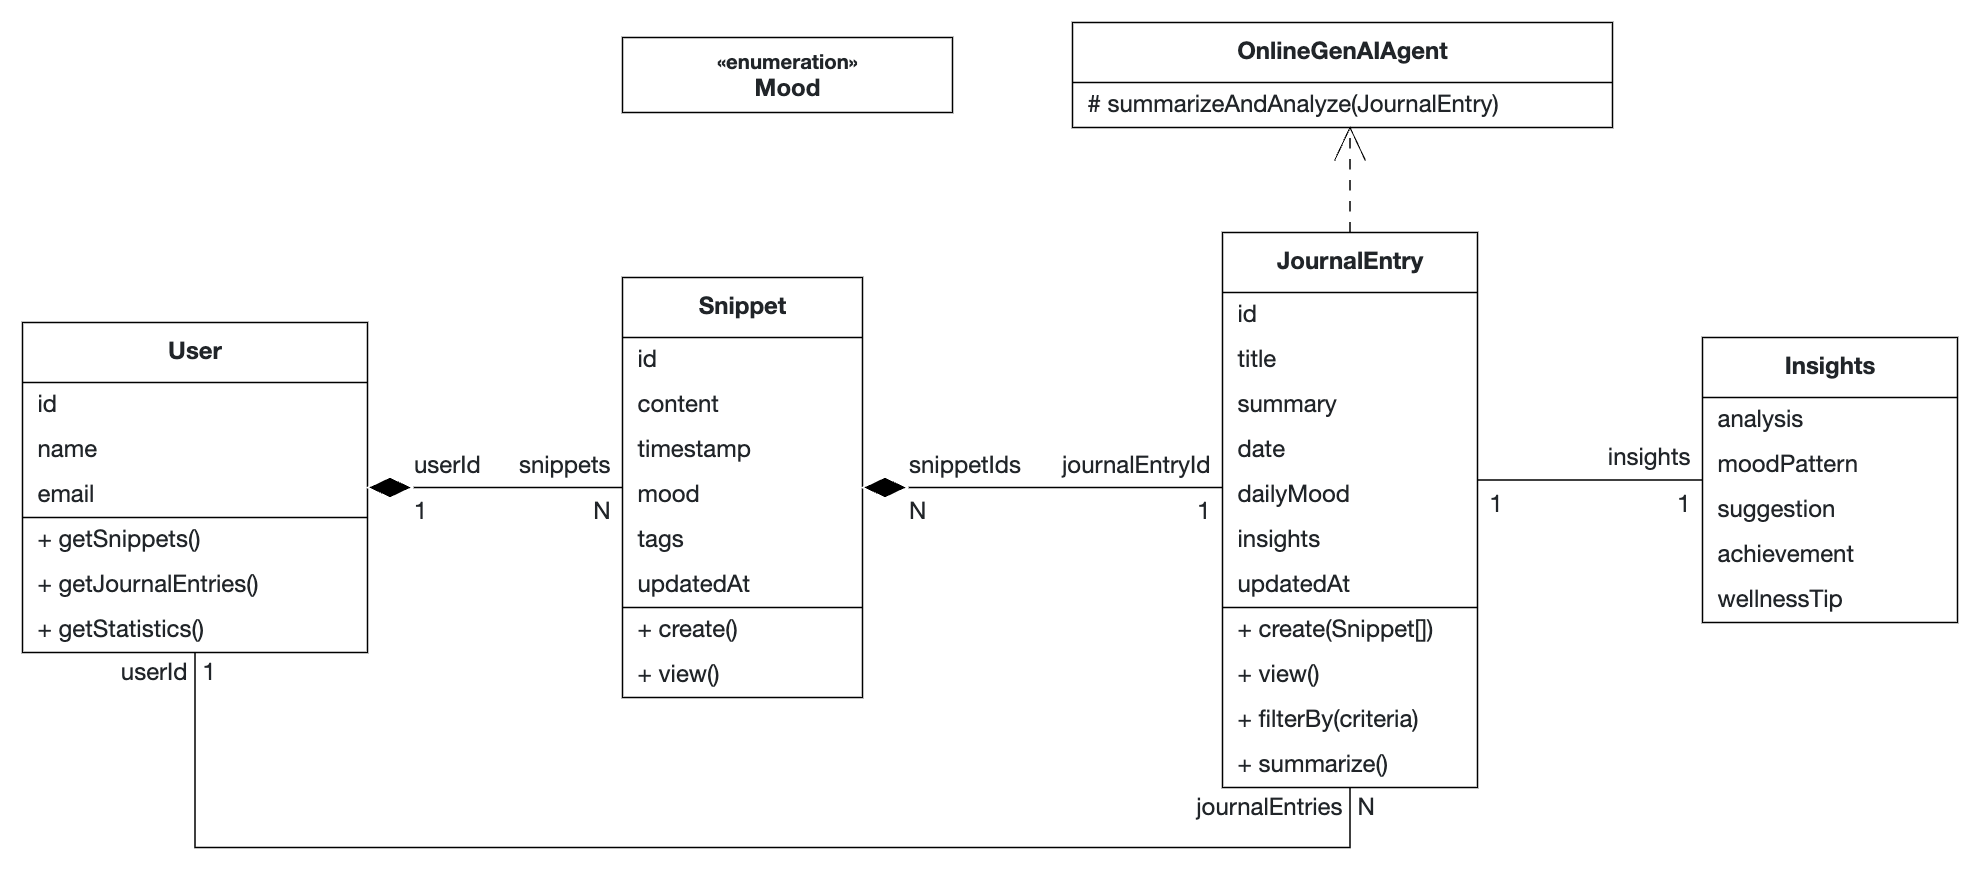 «enumeration»
Mood
OnlineGenAIAgent
# summarizeAndAnalyze(JournalEntry)
User
id
name
email
+ getSnippets()
+ getJournalEntries()
+ getStatistics()
userId
1
snippets
N
Snippet
id
content
timestamp
mood
tags
updatedAt
+ create()
+ view()
snippetIds
N
journalEntryId
1
JournalEntry
id
title
summary
date
dailyMood
insights
updatedAt
+ create(Snippet[])
+ view()
+ filterBy(criteria)
+ summarize()
1
insights
1
Insights
analysis
moodPattern
suggestion
achievement
wellnessTip
userId 1
journalEntries N